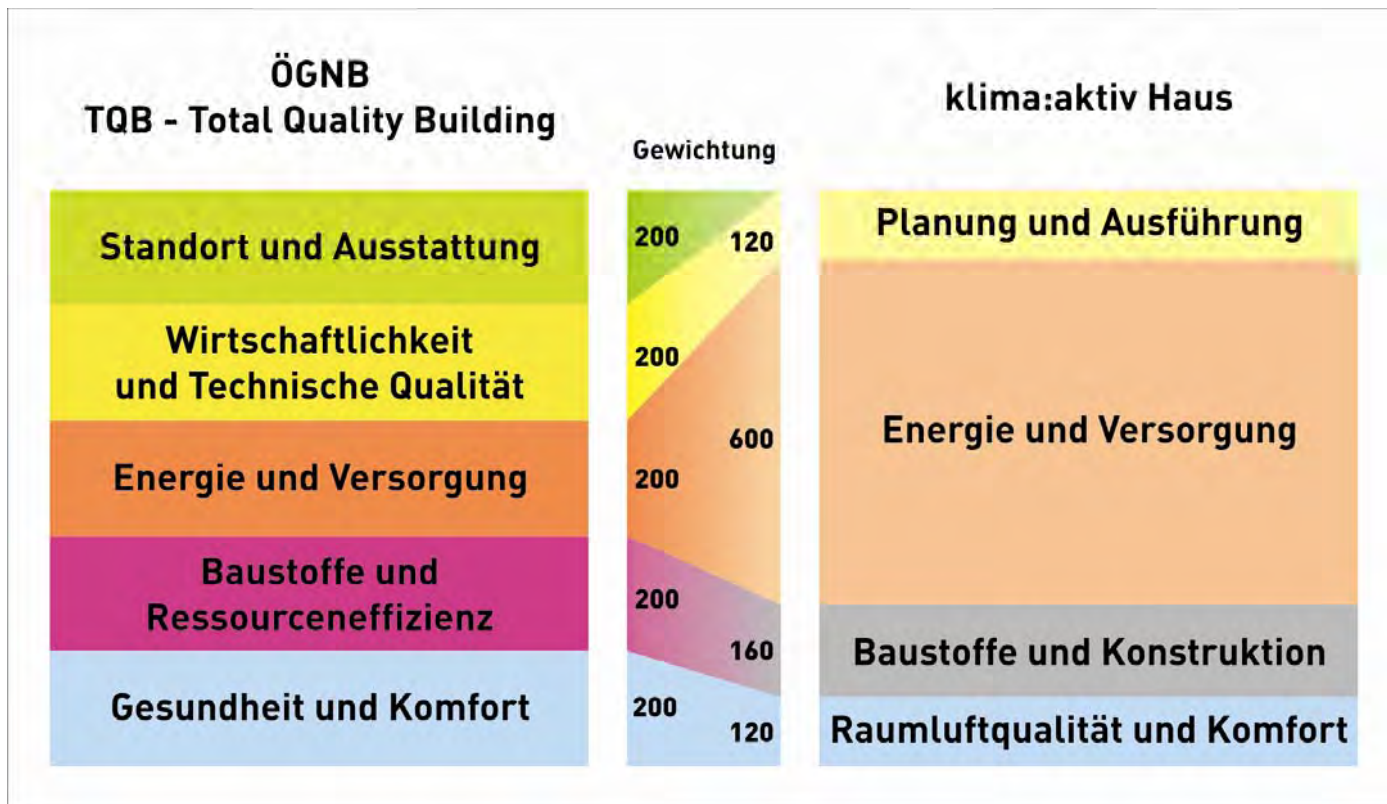 ÖGNB
TQB - Total Quality Building
Standort und Ausstattung
Wirtschaftlichkeit
und Technische Qualität
Energie und Versorgung
Baustoffe und
Ressourceneffizienz
Gesundheit und Komfort
Gewichtung
200
120
200
600
200
200
160
200
120
klima:aktiv Haus
Planung und Ausführung
Energie und Versorgung
Baustoffe und Konstruktion
Raumluftqualität und Komfort